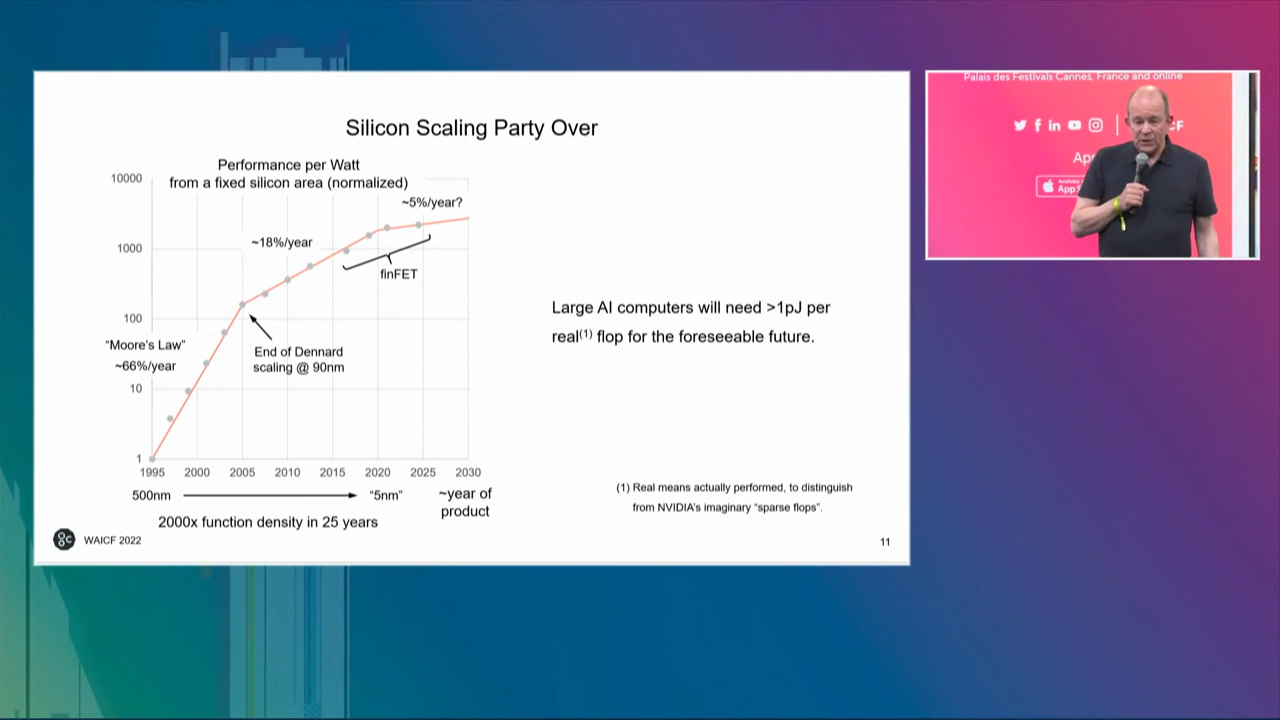 Silicon Scaling Party Over
Performance per Watt
from a fixed silicon area (normalized)
10000
1000
100
10
1
~5%/year?
~18%/year
finFET
"Moore's Law"
~66%/year
End of Dennard
scaling @ 90nm
1995 2000 2005 2010 2015 2020 2025 2030
500nm "5nm" ~year of
product
2000x function density in 25 years
Large AI computers will need >1pJ per
real(1) flop for the foreseeable future.
(1) Real means actually performed, to distinguish
from NVIDIA's imaginary "sparse flops".
gc WAICF 2022
11
Palais des Festivals Cannes, France and online